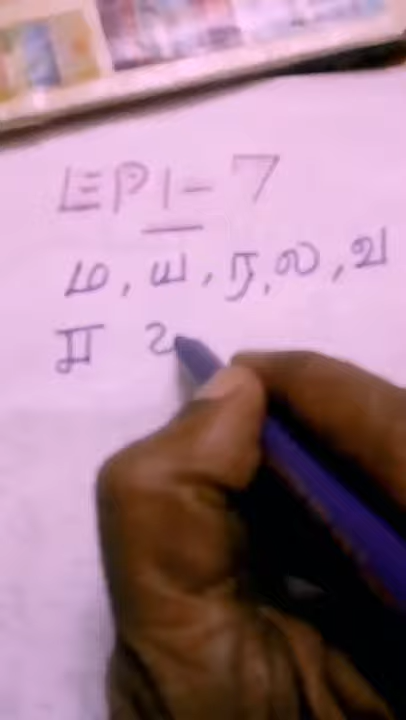 EPI-7
ம, ய, ர, ல, வ
म